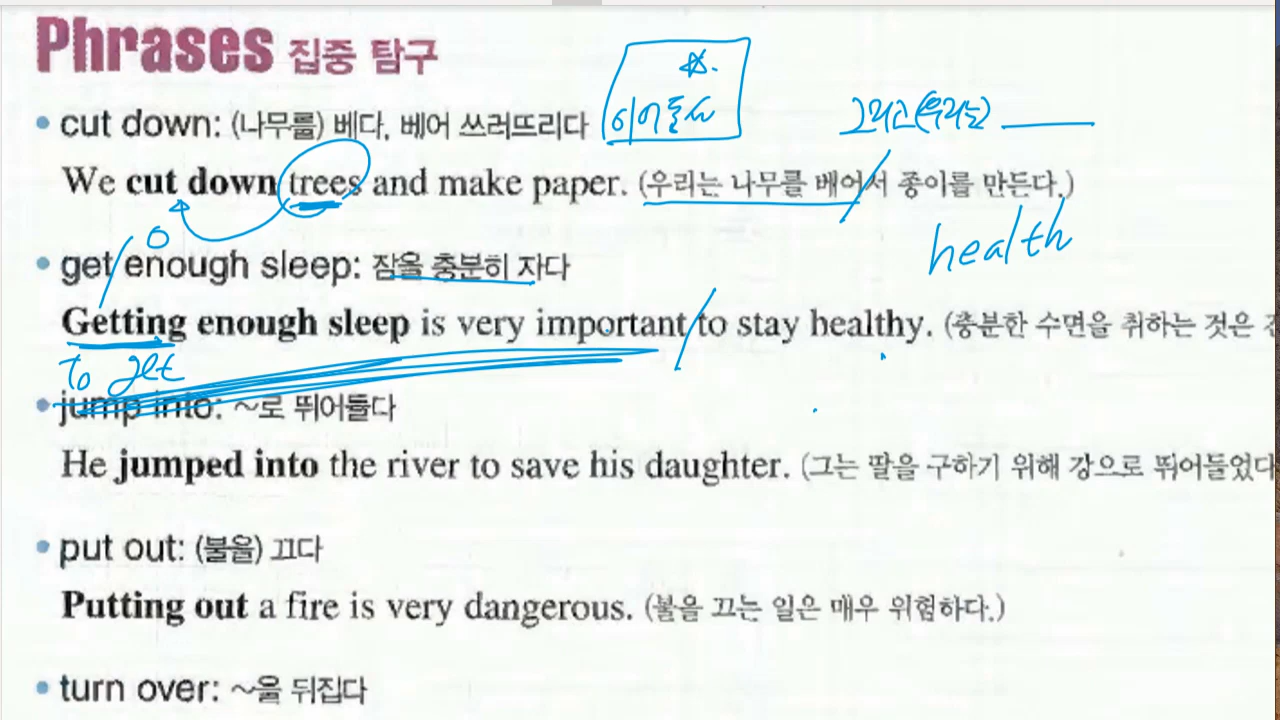 Phrases 집중 탐구
• cut down: (나무를) 베다, 베어 쓰러뜨리다
이어동사
그리고 (우리는)
We cut down trees and make paper. (우리는 나무를 베어서 종이를 만든다.)
health
• get enough sleep: 잠을 충분히 자다
Getting enough sleep is very important to stay healthy. (충분한 수면을 취하는 것은
to get
• jump into: ~로 뛰어들다
He jumped into the river to save his daughter. (그는 딸을 구하기 위해 강으로 뛰어들었다
• put out: (불을) 끄다
Putting out a fire is very dangerous. (불을 끄는 일은 매우 위험하다.)
• turn over: ~을 뒤집다